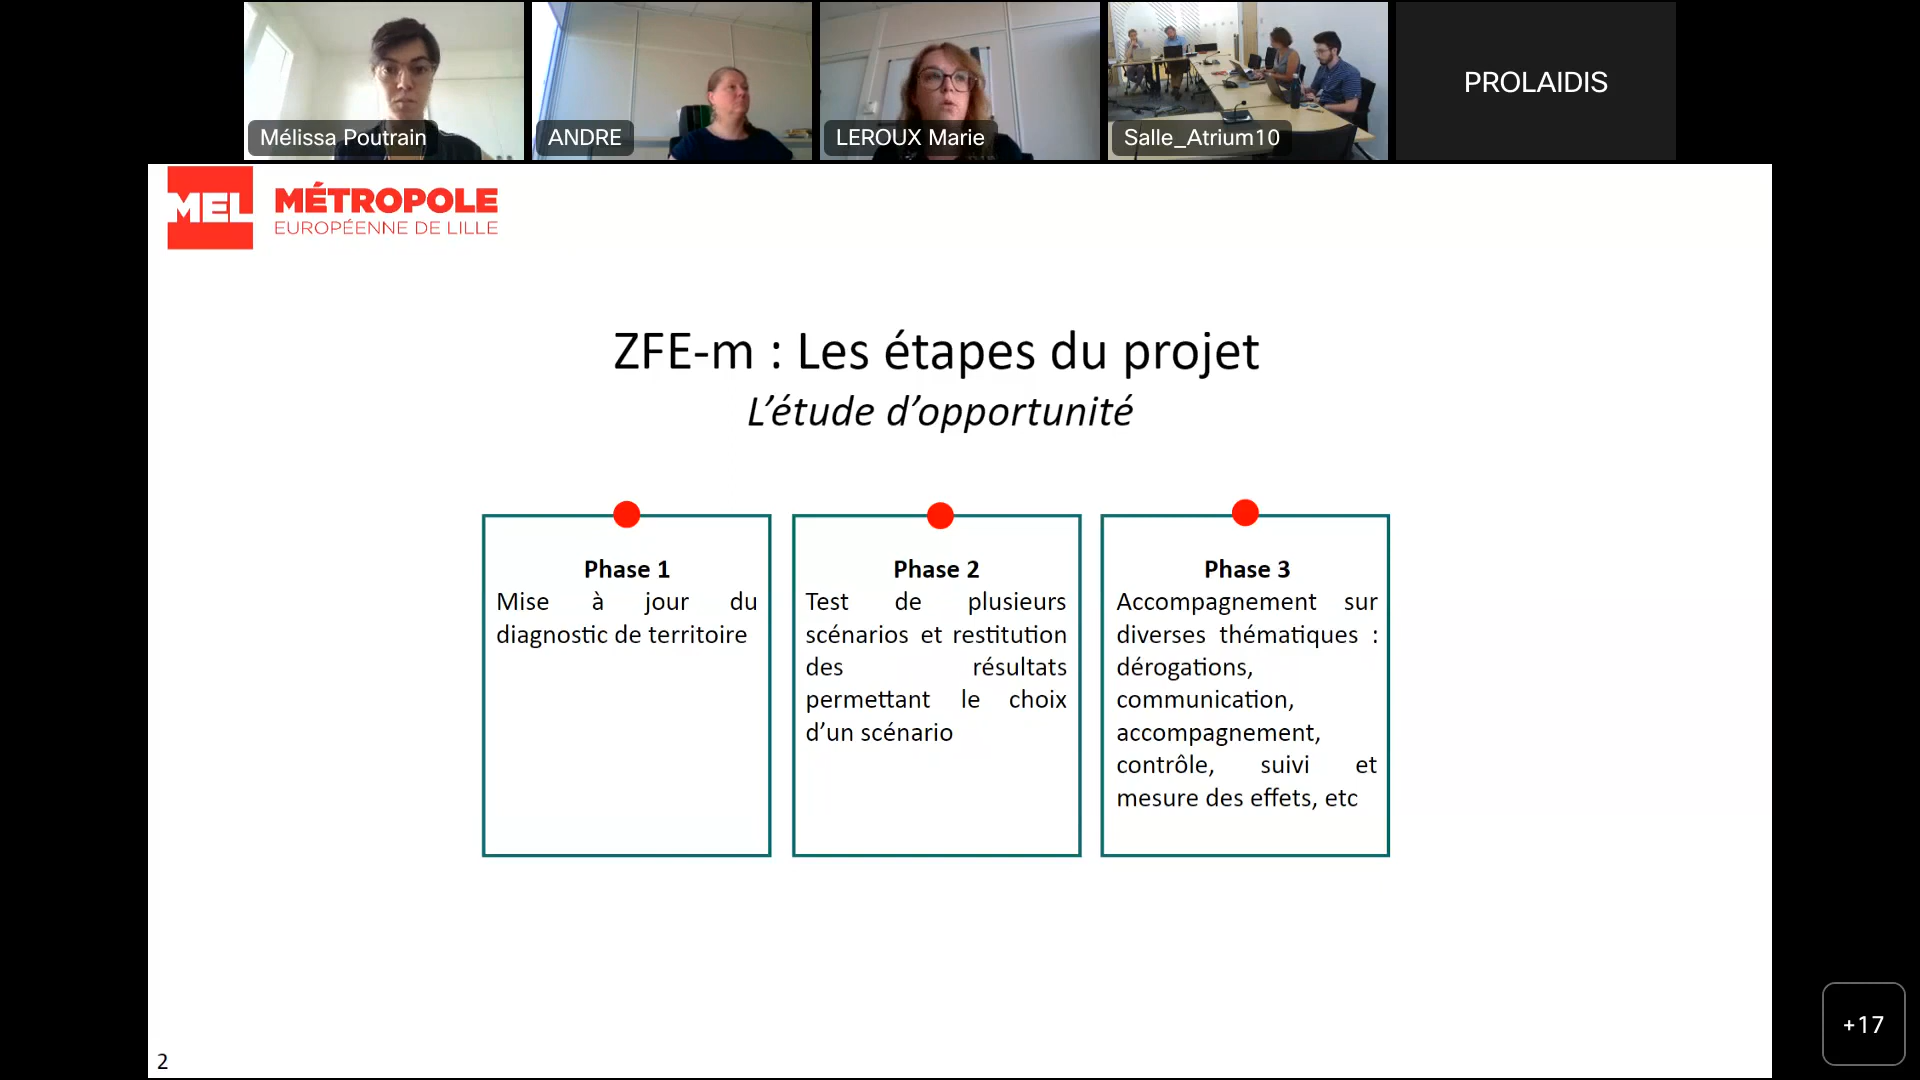 Mélissa Poutrain
ANDRE
LEROUX Marie
Salle_Atrium10
PROLAIDIS
MEL
MÉTROPOLE
EUROPÉENNE DE LILLE
ZFE-m : Les étapes du projet
L’étude d’opportunité
Phase 1
Mise à jour du
diagnostic de territoire
Phase 2
Test de plusieurs
scénarios et restitution
des résultats
permettant le choix
d’un scénario
Phase 3
Accompagnement sur
diverses thématiques :
dérogations,
communication,
accompagnement,
contrôle, suivi et
mesure des effets, etc
+17
2